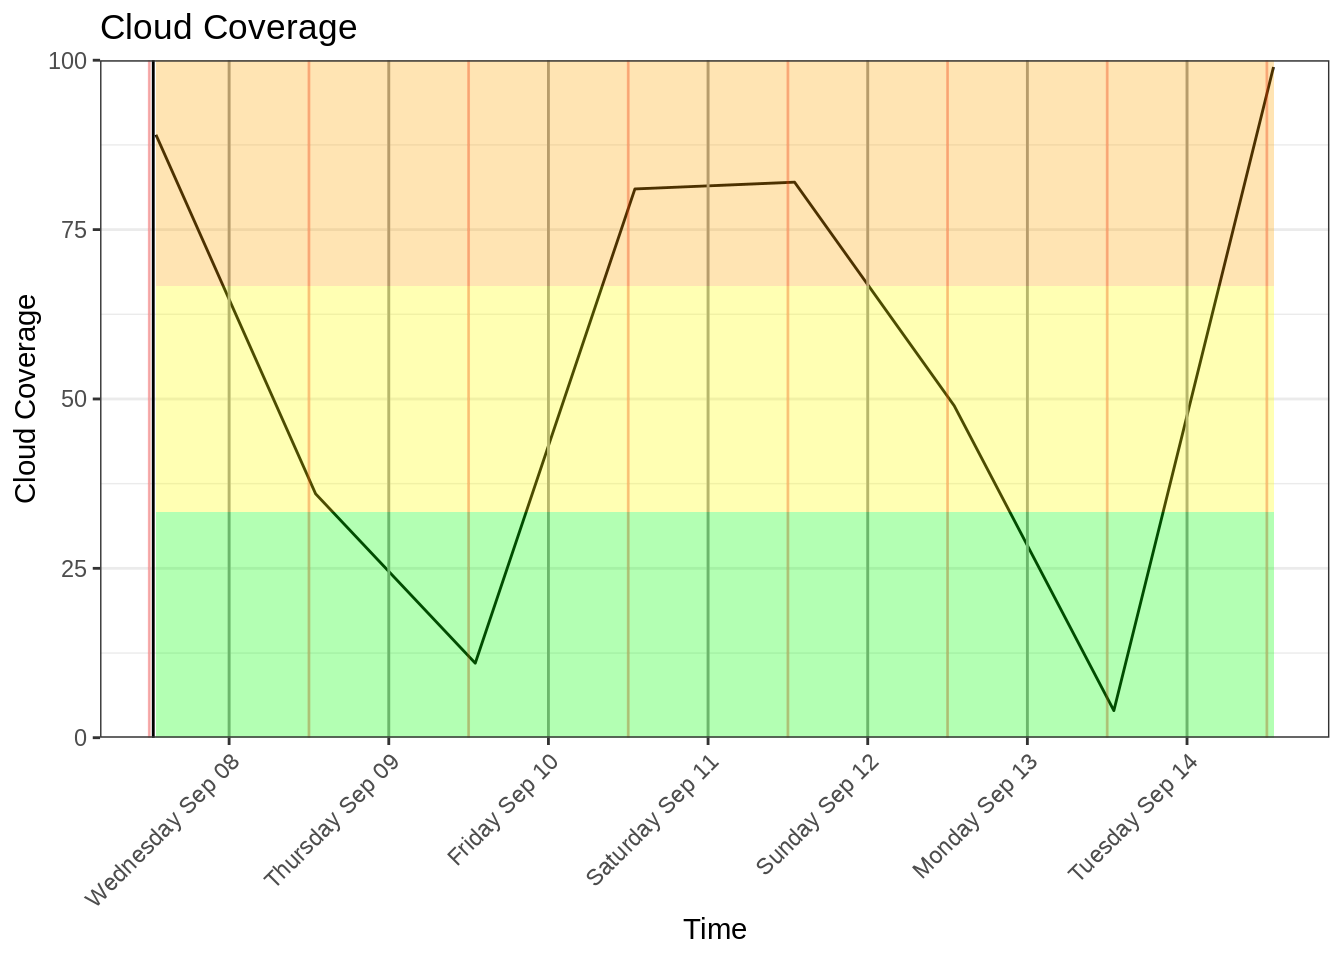 Cloud Coverage
100
75
50
25
0
Cloud Coverage
Wednesday Sep 08
Thursday Sep 09
Friday Sep 10
Saturday Sep 11
Sunday Sep 12
Monday Sep 13
Tuesday Sep 14
Time